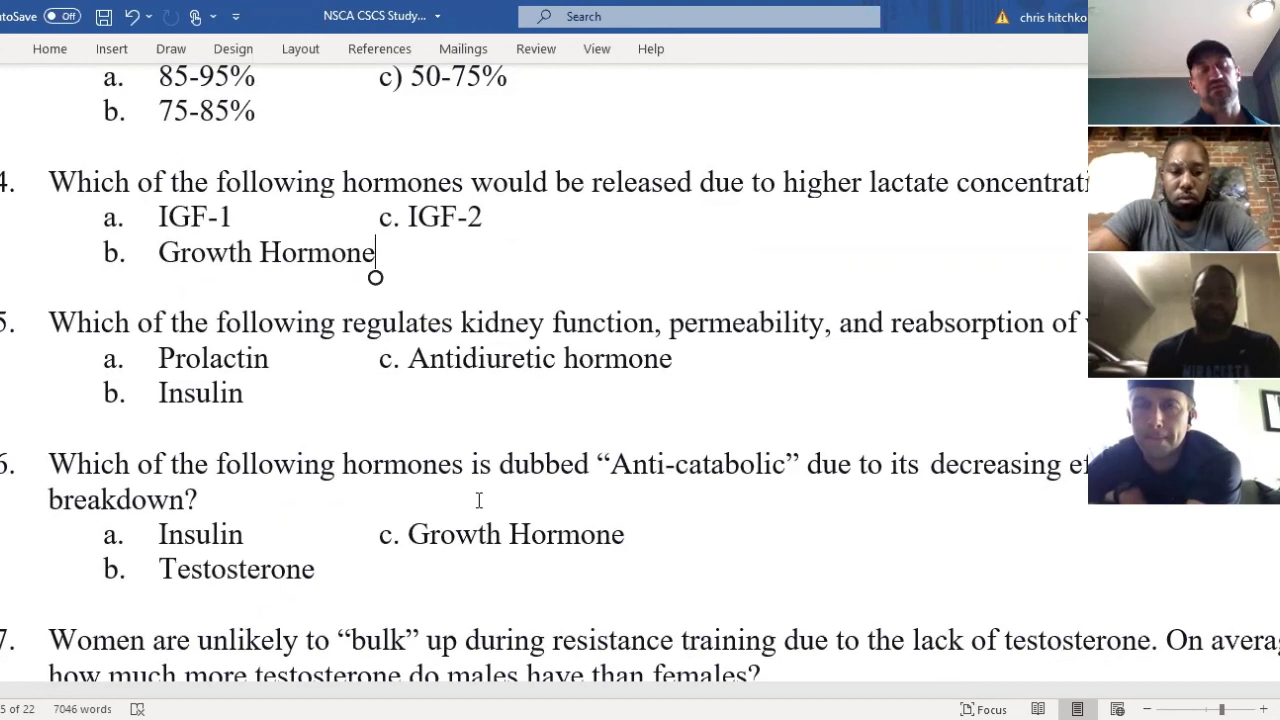 AutoSave Off NSCA CSCS Study... Search chris hitchko
Home Insert Draw Design Layout References Mailings Review View Help
a. 85-95% c) 50-75%
b. 75-85%
4. Which of the following hormones would be released due to higher lactate
a. IGF-1 c. IGF-2
b. Growth Hormone
5. Which of the following regulates kidney function, permeability, and reabsorption of
a. Prolactin c. Antidiuretic hormone
b. Insulin
6. Which of the following hormones is dubbed “Anti-catabolic” due to its decreasing
breakdown?
a. Insulin c. Growth Hormone
b. Testosterone
7. Women are unlikely to “bulk” up during resistance training due to the lack of testosterone. On
how much more testosterone do males have than females?
5 of 22 7046 words Focus